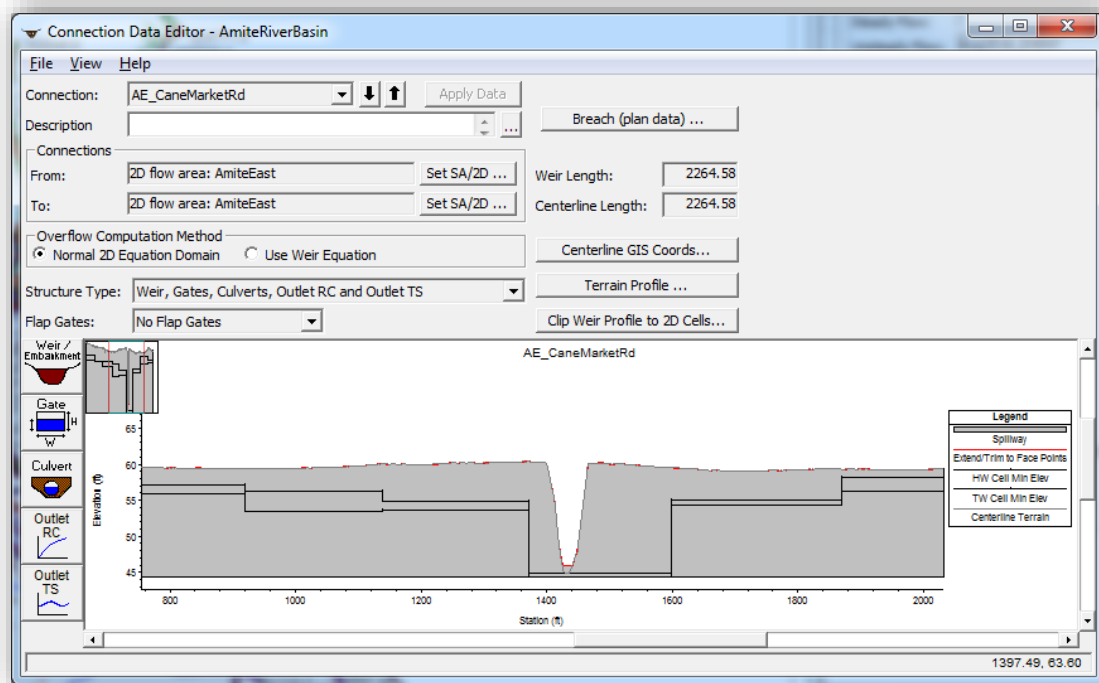 Connection Data Editor - AmiteRiverBasin
File View Help
Connection: AE_CaneMarketRd Apply Data
Description ... Breach (plan data) ...
Connections
From: 2D flow area: AmiteEast Set SA/2D ... Weir Length: 2264.58
To: 2D flow area: AmiteEast Set SA/2D ... Centerline Length: 2264.58
Overflow Computation Method
Normal 2D Equation Domain Use Weir Equation Centerline GIS Coords...
Structure Type: Weir, Gates, Culverts, Outlet RC and Outlet TS Terrain Profile ...
Flap Gates: No Flap Gates Clip Weir Profile to 2D Cells...
Weir /
Embankment
Gate
H
W
Culvert
Outlet
RC
Outlet
TS
AE_CaneMarketRd
65
60
55
50
45
Elevation (ft)
800 1000 1200 1400 1600 1800 2000
Station (ft)
Legend
Spillway
Extend/Trim to Face Points
HW Cell Min Elev
TW Cell Min Elev
Centerline Terrain
1397.49, 63.60